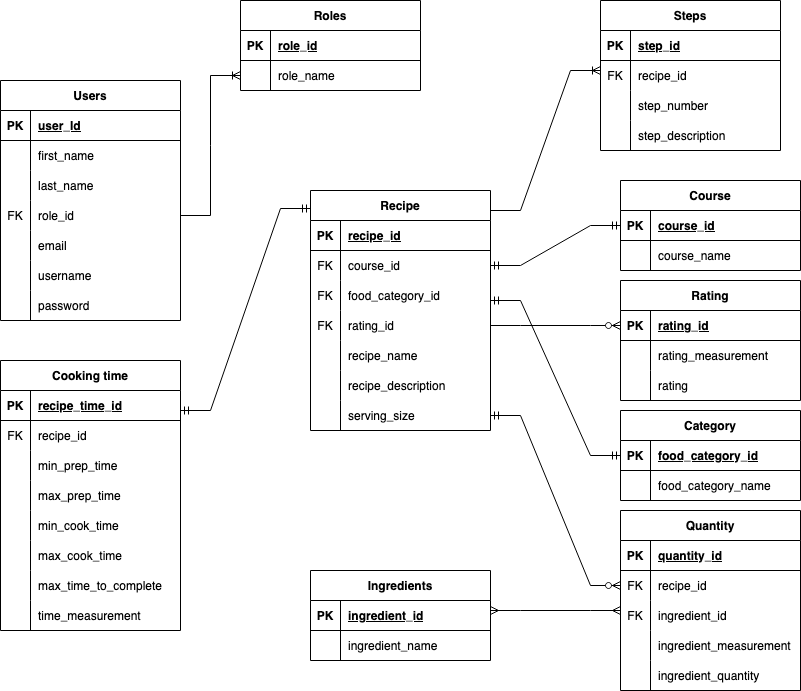 Roles
PK role_id
role_name
Steps
PK step_id
FK recipe_id
step_number
step_description
Users
PK user_Id
first_name
last_name
FK role_id
email
username
password
Recipe
PK recipe_id
FK course_id
FK food_category_id
FK rating_id
recipe_name
recipe_description
serving_size
Course
PK course_id
course_name
Rating
PK rating_id
rating_measurement
rating
Cooking time
PK recipe_time_id
FK recipe_id
min_prep_time
max_prep_time
min_cook_time
max_cook_time
max_time_to_complete
time_measurement
Category
PK food_category_id
food_category_name
Ingredients
PK ingredient_id
ingredient_name
Quantity
PK quantity_id
FK recipe_id
FK ingredient_id
ingredient_measurement
ingredient_quantity